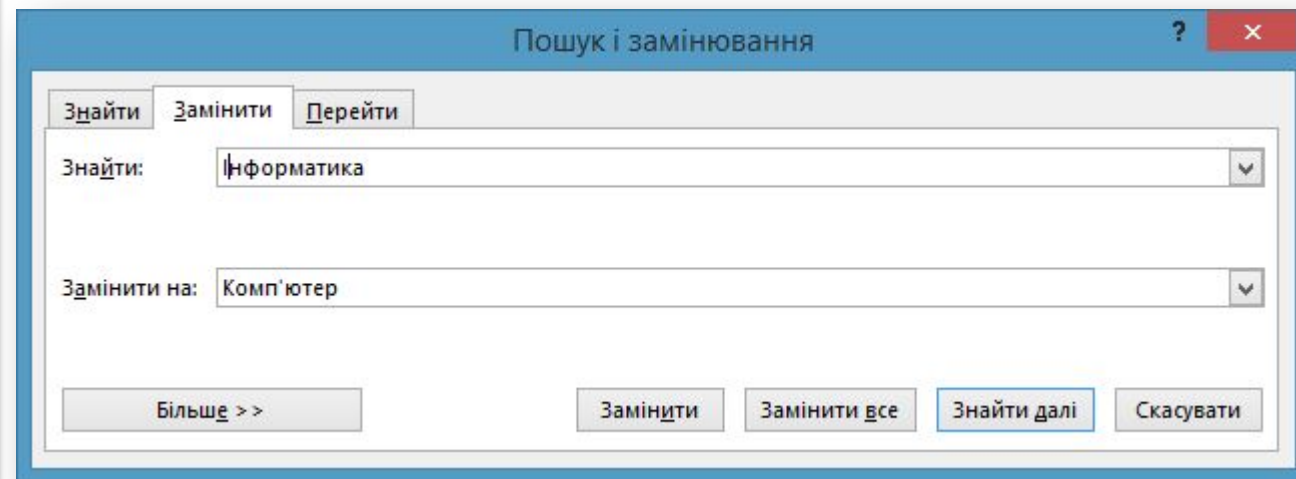 Пошук і замінювання ?
Знайти Замінити Перейти
Знайти: Інформатика
Замінити на: Комп'ютер
Більше >> Замінити Замінити все Знайти далі Скасувати